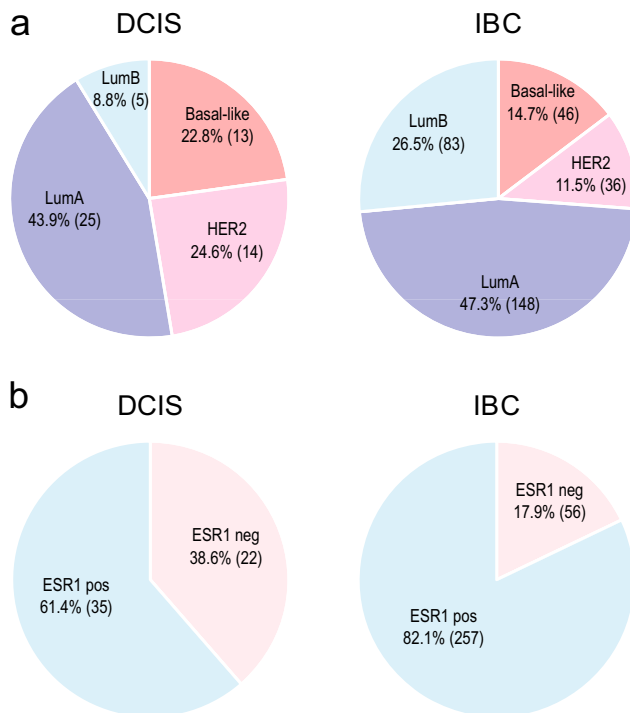 a
DCIS
IBC
LumB
8.8% (5)
Basal-like
22.8% (13)
LumA
43.9% (25)
HER2
24.6% (14)
LumB
26.5% (83)
Basal-like
14.7% (46)
HER2
11.5% (36)
LumA
47.3% (148)
b
DCIS
IBC
ESR1 neg
38.6% (22)
ESR1 pos
61.4% (35)
ESR1 neg
17.9% (56)
ESR1 pos
82.1% (257)